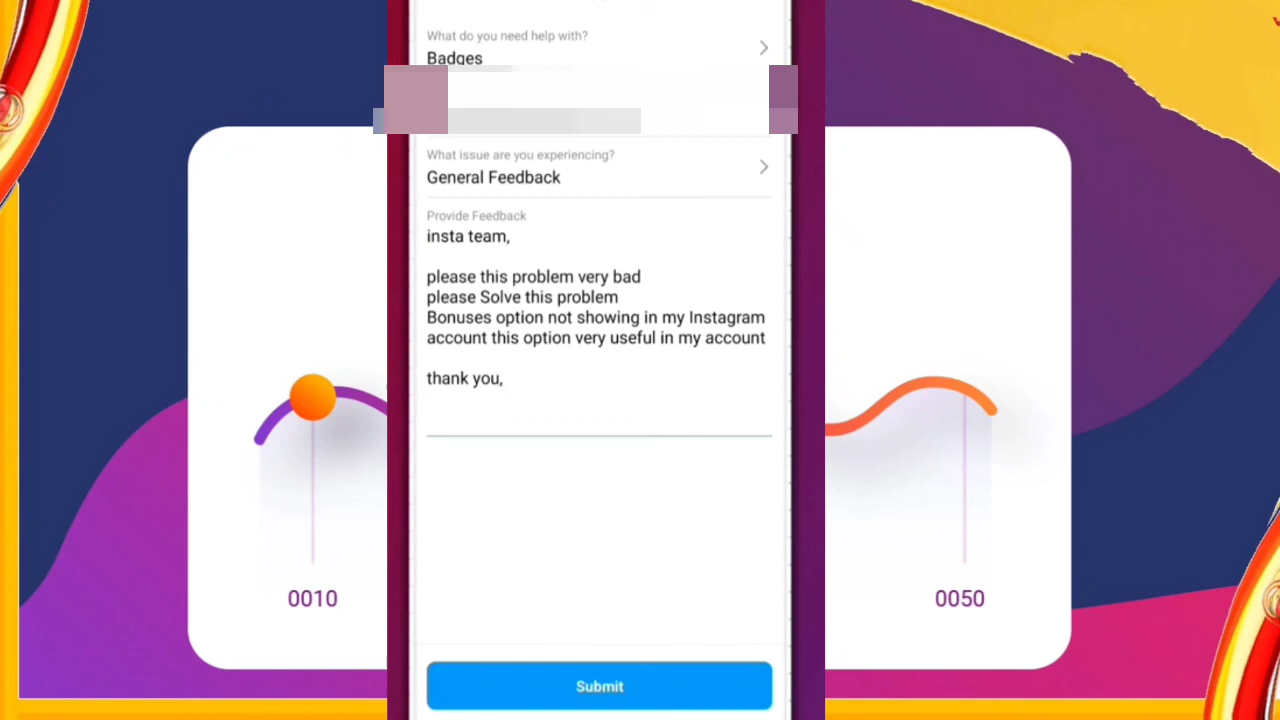 What do you need help with?
Badges
What issue are you experiencing?
General Feedback
Provide Feedback
insta team,
please this problem very bad
please Solve this problem
Bonuses option not showing in my Instagram
account this option very useful in my account
thank you,
0010
0050
Submit